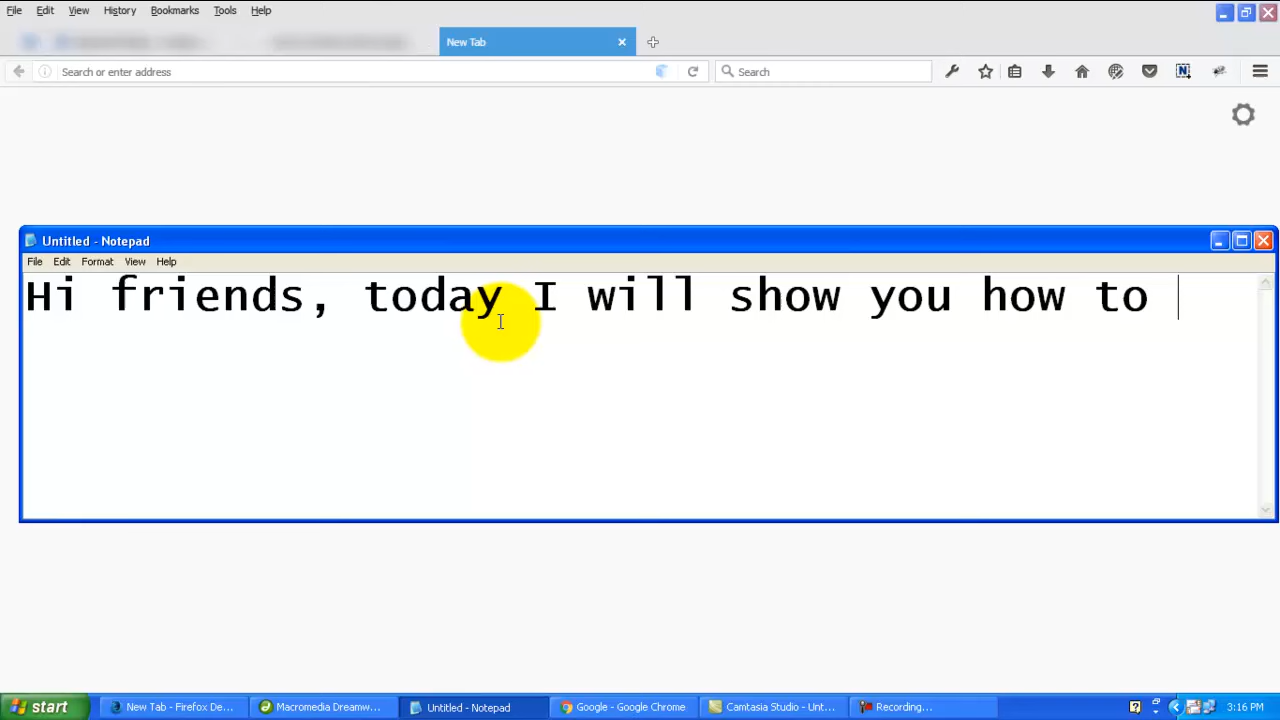 File Edit View History Bookmarks Tools Help
New Tab
Search or enter address
Search
Untitled - Notepad
File Edit Format View Help
Hi friends, today I will show you how to
start
New Tab - Firefox De...
Macromedia Dreamw...
Untitled - Notepad
Google - Google Chrome
Camtasia Studio - Unt...
Recording...
3:16 PM